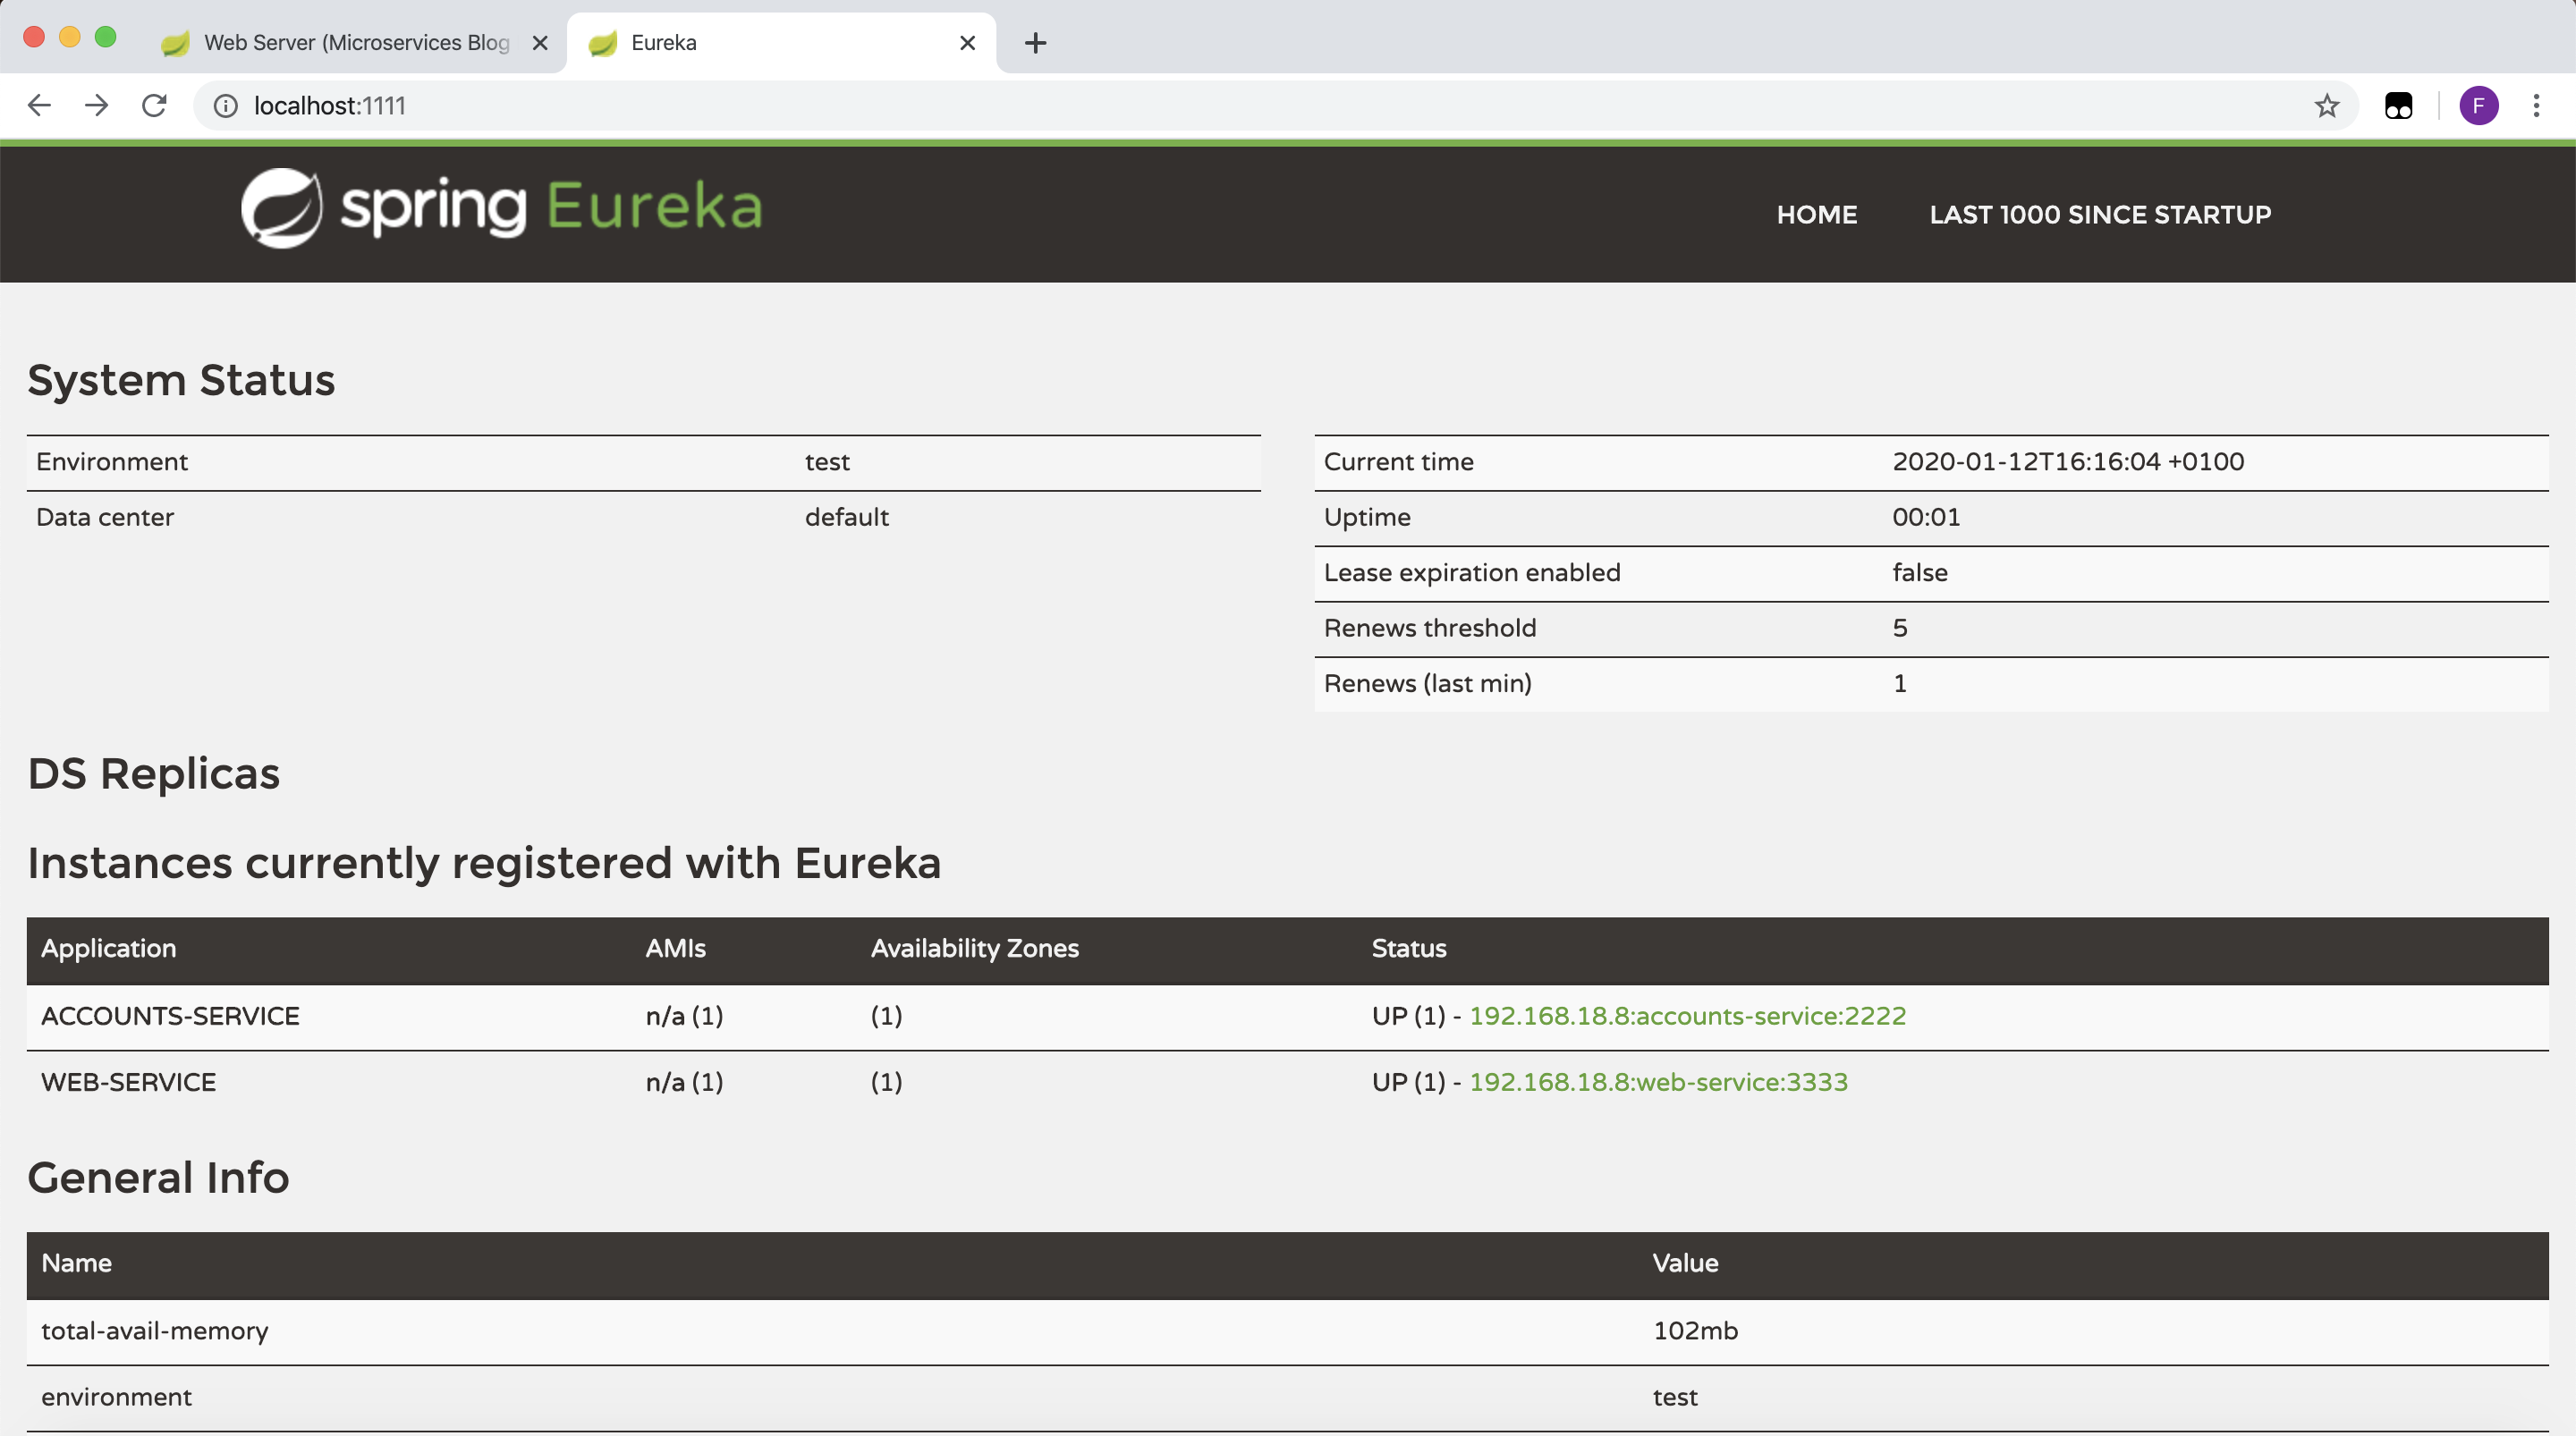 Web Server (Microservices Blog
Eureka
localhost:1111
F
spring Eureka
HOME LAST 1000 SINCE STARTUP
System Status
Environment test
Data center default
Current time 2020-01-12T16:16:04 +0100
Uptime 00:01
Lease expiration enabled false
Renews threshold 5
Renews (last min) 1
DS Replicas
Instances currently registered with Eureka
Application AMIs Availability Zones Status
ACCOUNTS-SERVICE n/a (1) (1) UP (1) - 192.168.18.8:accounts-service:2222
WEB-SERVICE n/a (1) (1) UP (1) - 192.168.18.8:web-service:3333
General Info
Name Value
total-avail-memory 102mb
environment test